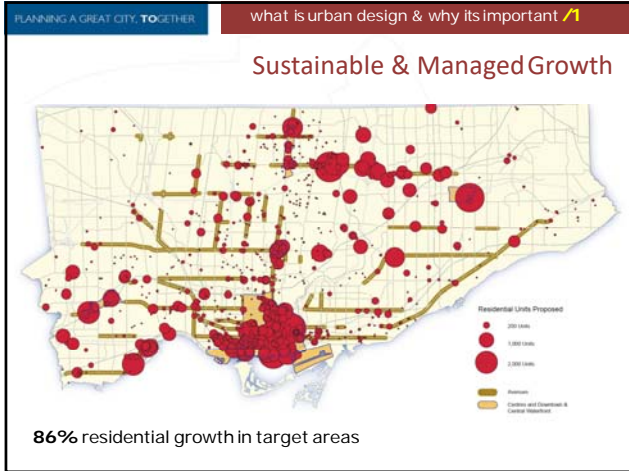 PLANNING A GREAT CITY, TOGETHER
what is urban design & why its important /1
Sustainable & Managed Growth
Residential Units Proposed
200 Units
1,000 Units
2,000 Units
Avenues
Centres and Downtown &
Central Waterfront
86% residential growth in target areas